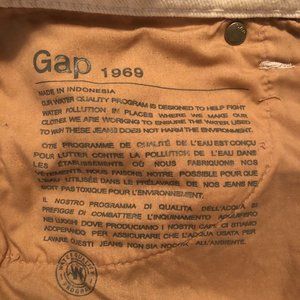 Gap 1969
MADE IN INDONESIA
OUR WATER QUALITY PROGRAM IS DESIGNED TO HELP FIGHT
WATER POLLUTION IN PLACES WHERE WE MAKE OUR
CLOTHES. WE ARE WORKING TO ENSURE THE WATER USED
TO WASH THESE JEANS DOES NOT HARM THE ENVIRONMENT.
CITE PROGRAMME DE QUALITÉ DE L'EAU EST CONÇU
POUR LUTTER CONTRE LA POLLUTION DE L'EAU DANS
LES ÉTABLISSEMENTS OÙ NOUS FABRIQUONS NOS
VÊTEMENTS. NOUS FAISONS NOTRE POSSIBLE POUR QUE
L'EAU UTILISÉE DANS LE PRÉLAVAGE DE NOS JEANS NE
SOIT PAS TOXIQUE POUR L'ENVIRONNEMENT.
IL NOSTRO PROGRAMMA DI QUALITÀ DELL'ACQUA SI
PREFIGGE DI COMBATTERE L'INQUINAMENTO
NEI LUOGHI DOVE PRODUCIAMO I NOSTRI CAPI. CI STIAMO
ADOPERANDO PER ASSICURARE CHE L'ACQUA USATA PER
LAVARE QUESTI JEANS NON SIA ALL'AMBIENTE.
W